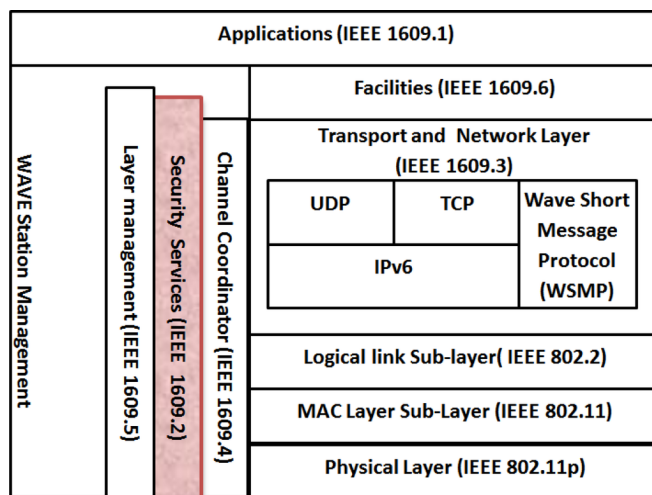 Applications (IEEE 1609.1)
WAVE Station Management
Layer management (IEEE 1609.5)
Security Services (IEEE 1609.2)
Channel Coordinator (IEEE 1609.4)
Facilities (IEEE 1609.6)
Transport and Network Layer
(IEEE 1609.3)
UDP
TCP
IPv6
Wave Short
Message
Protocol
(WSMP)
Logical link Sub-layer( IEEE 802.2)
MAC Layer Sub-Layer (IEEE 802.11)
Physical Layer (IEEE 802.11p)